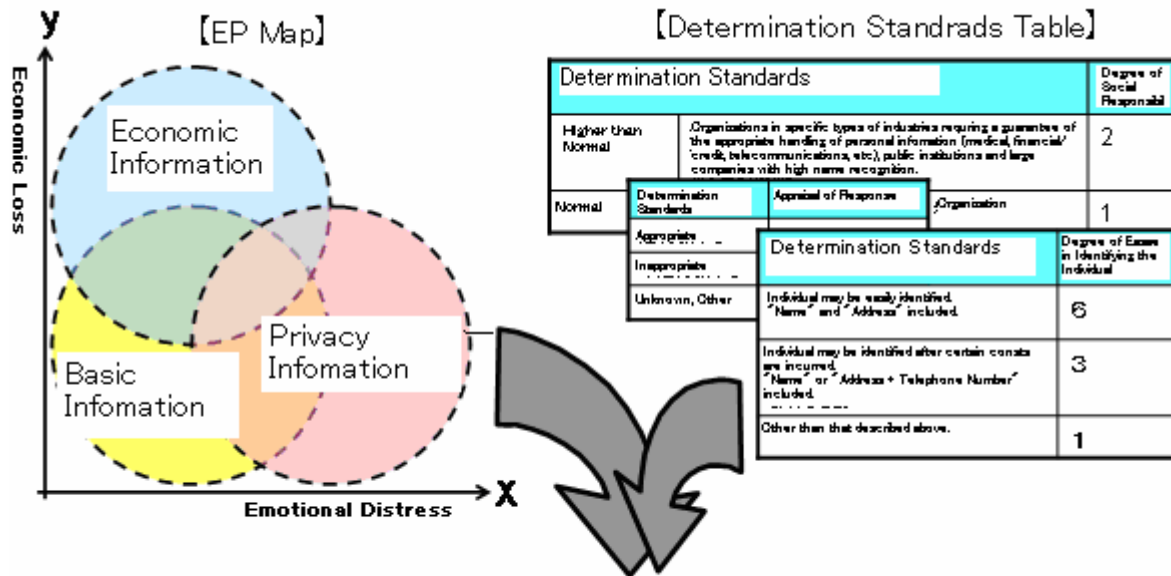 y
【EP Map】
Economic Loss
Economic
Information
Privacy
Infomation
Basic
Infomation
X
Emotional Distress
【Determination Standrads Table】
Determination Standards
Degree of
Social
Responsibil
Higher than
Normal
Organizations in specific types of industries requiring a guarantee of
the appropriate handling of personal infomation (medical, financial/
credit, telecommunications, etc.), public institutions and large
companies with high name recognition.
2
Normal
Organization
1
Determination
Standards
Appraisal of Response
Appropriate
Inappropriate
Unknown, Other
Determination Standards
Degree of Ease
in Identifying the
Individual
Individual may be easily identified.
"Name" and "Address" included.
6
Individual may be identified after certain consts
are incurred.
"Name" or "Address + Telephone Number"
included.
3
Other than that described above.
1